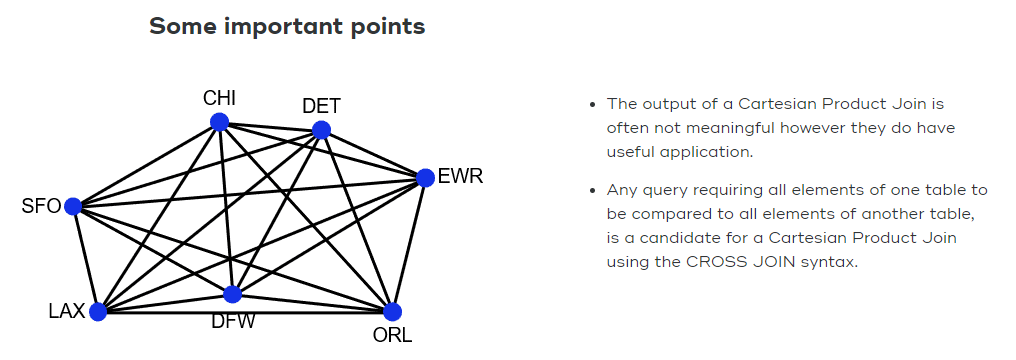 Some important points
CHI
DET
EWR
SFO
LAX
DFW
ORL
• The output of a Cartesian Product Join is
often not meaningful however they do have
useful application.
• Any query requiring all elements of one table to
be compared to all elements of another table,
is a candidate for a Cartesian Product Join
using the CROSS JOIN syntax.